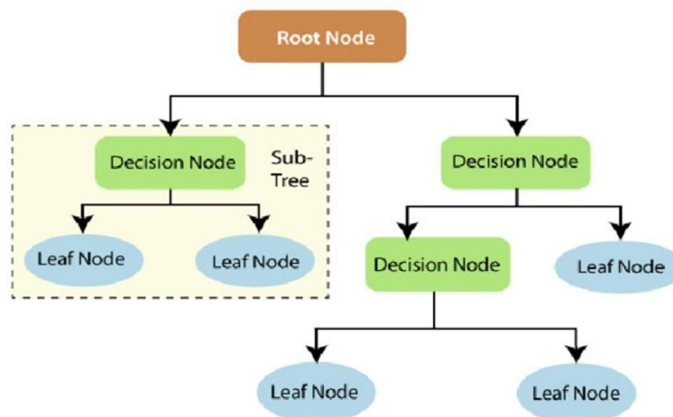 Root Node
Decision Node
Sub-
Tree
Decision Node
Leaf Node
Leaf Node
Decision Node
Leaf Node
Leaf Node
Leaf Node